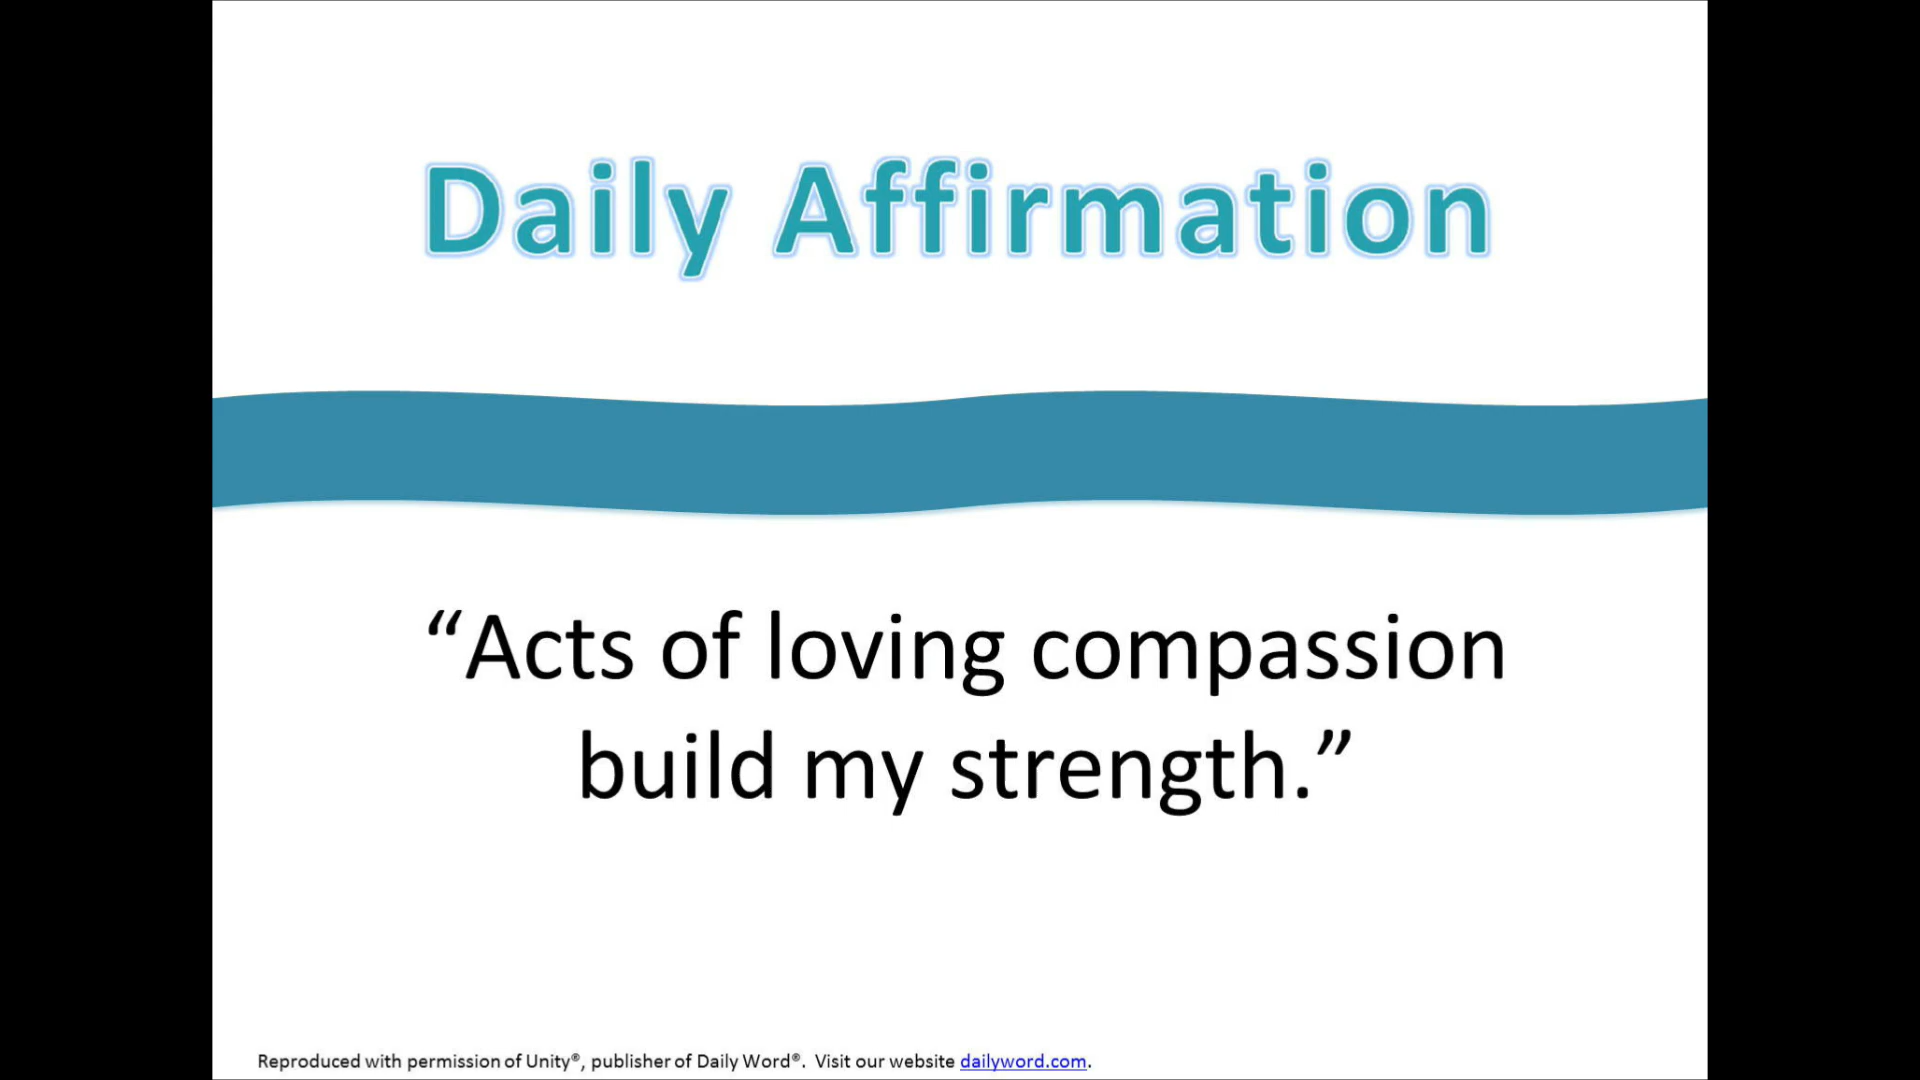 Daily Affirmation
“Acts of loving compassion
build my strength.”
Reproduced with permission of Unity®, publisher of Daily Word®.  Visit our website dailyword.com.